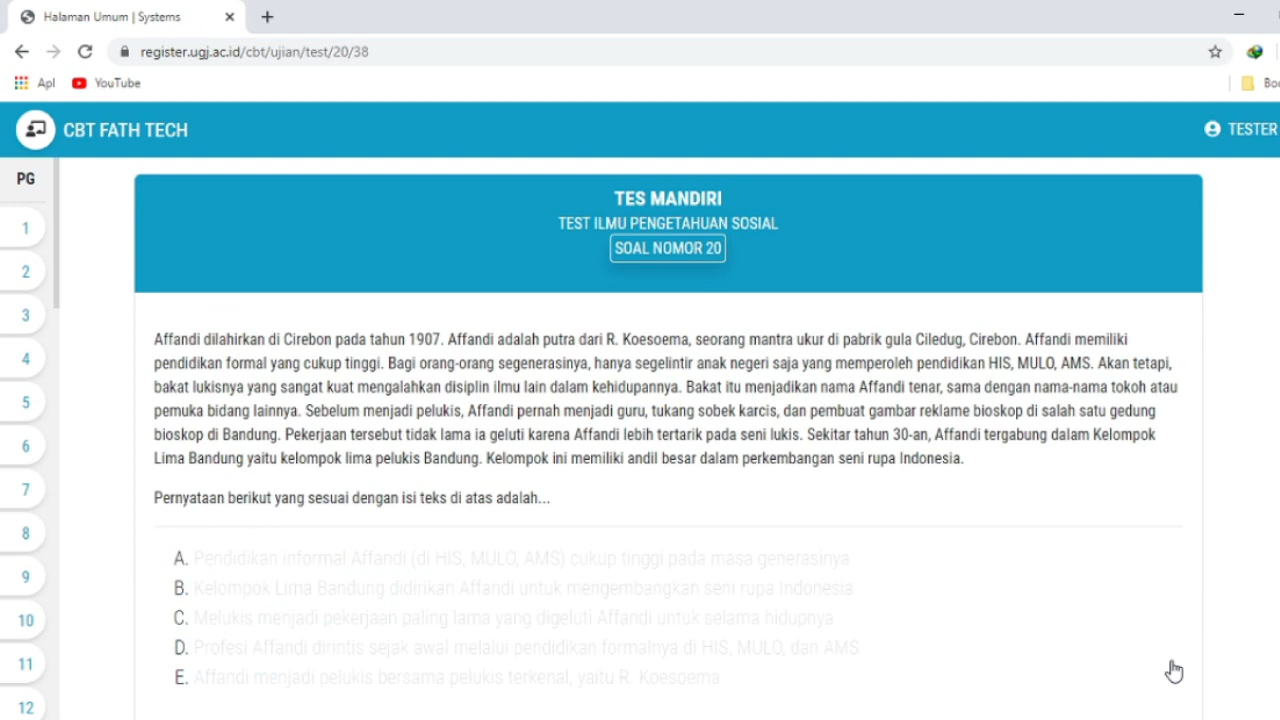 Halaman Umum | Systems
register.ugj.ac.id/cbt/ujian/test/20/38
Apl YouTube
CBT FATH TECH
TESTER
PG
1
2
3
4
5
6
7
8
9
10
11
12
TES MANDIRI
TEST ILMU PENGETAHUAN SOSIAL
SOAL NOMOR 20
Affandi dilahirkan di Cirebon pada tahun 1907. Affandi adalah putra dari R. Koesoema, seorang mantra ukur di pabrik gula Ciledug, Cirebon. Affandi memiliki
pendidikan formal yang cukup tinggi. Bagi orang-orang segenerasinya, hanya segelintir anak negeri saja yang memperoleh pendidikan HIS, MULO, AMS. Akan tetapi,
bakat lukisnya yang sangat kuat mengalahkan disiplin ilmu lain dalam kehidupannya. Bakat itu menjadikan nama Affandi tenar, sama dengan nama-nama tokoh atau
pemuka bidang lainnya. Sebelum menjadi pelukis, Affandi pernah menjadi guru, tukang sobek karcis, dan pembuat gambar reklame bioskop di salah satu gedung
bioskop di Bandung. Pekerjaan tersebut tidak lama ia geluti karena Affandi lebih tertarik pada seni lukis. Sekitar tahun 30-an, Affandi tergabung dalam Kelompok
Lima Bandung yaitu kelompok lima pelukis Bandung. Kelompok ini memiliki andil besar dalam perkembangan seni rupa Indonesia.
Pernyataan berikut yang sesuai dengan isi teks di atas adalah...
A. Pendidikan informal Affandi (di HIS, MULO, AMS) cukup tinggi pada masa generasinya
B. Kelompok Lima Bandung didirikan Affandi untuk mengembangkan seni rupa Indonesia
C. Melukis menjadi pekerjaan paling lama yang digeluti Affandi untuk selama hidupnya
D. Profesi Affandi dirintis sejak awal melalui pendidikan formalnya di HIS, MULO, dan AMS
E. Affandi menjadi pelukis bersama pelukis terkenal, yaitu R. Koesoema